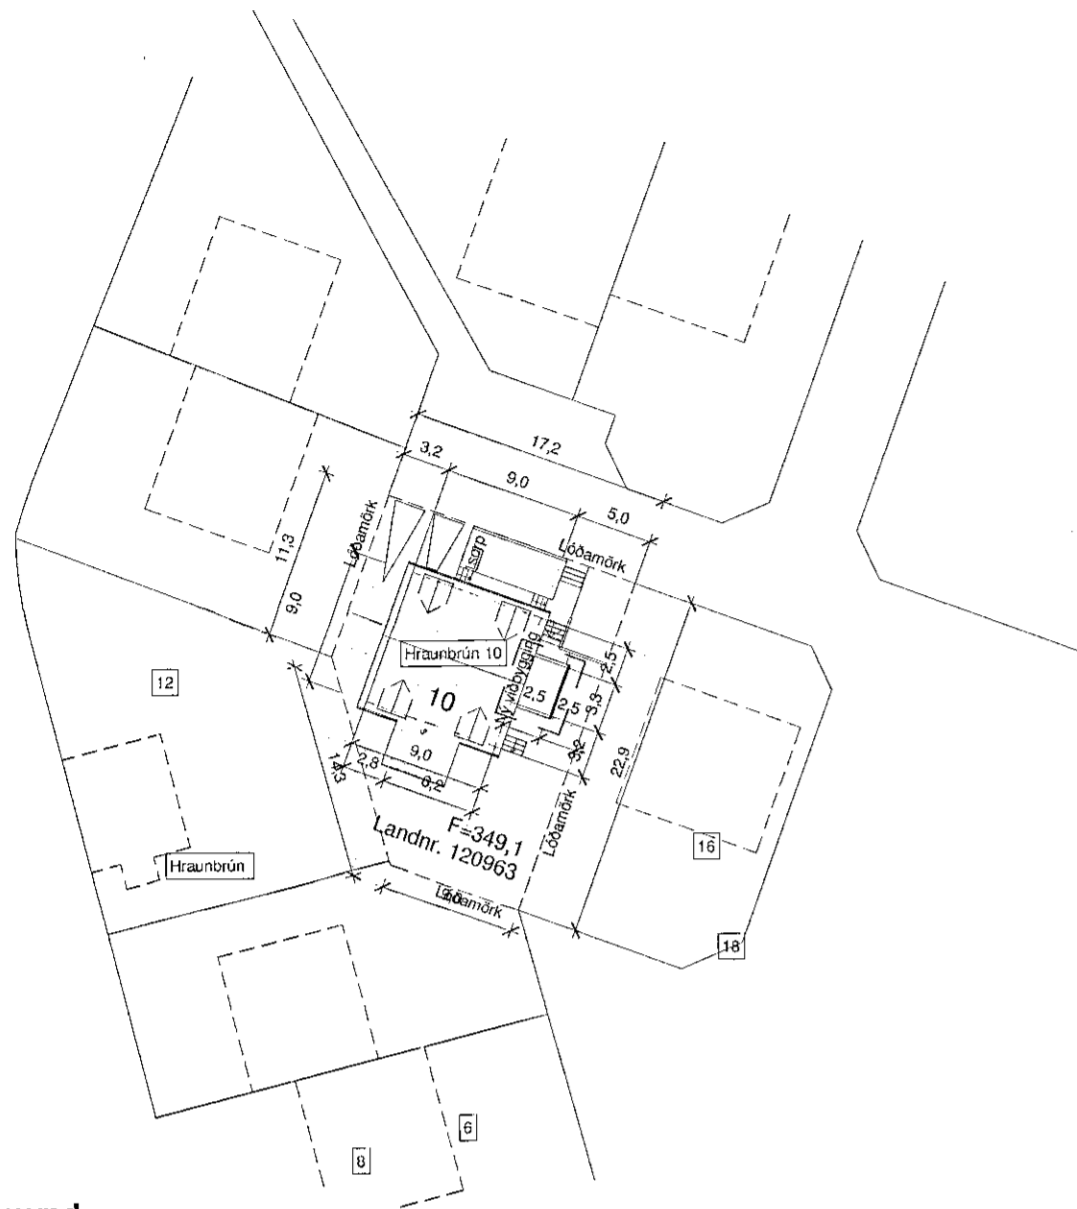 17,2
3,2
9,0
5,0
Lóðamörk
Lóðamörk
11,3
9,0
Hraunbrún 10
Ný viðbygging
2,5
2,5
2,5
3,3
12
10
3,2
22,9
9,0
2,8
6,2
14,3
F=349,1
Landnr. 120963
Lóðamörk
16
Hraunbrún
Lóðamörk
18
6
8